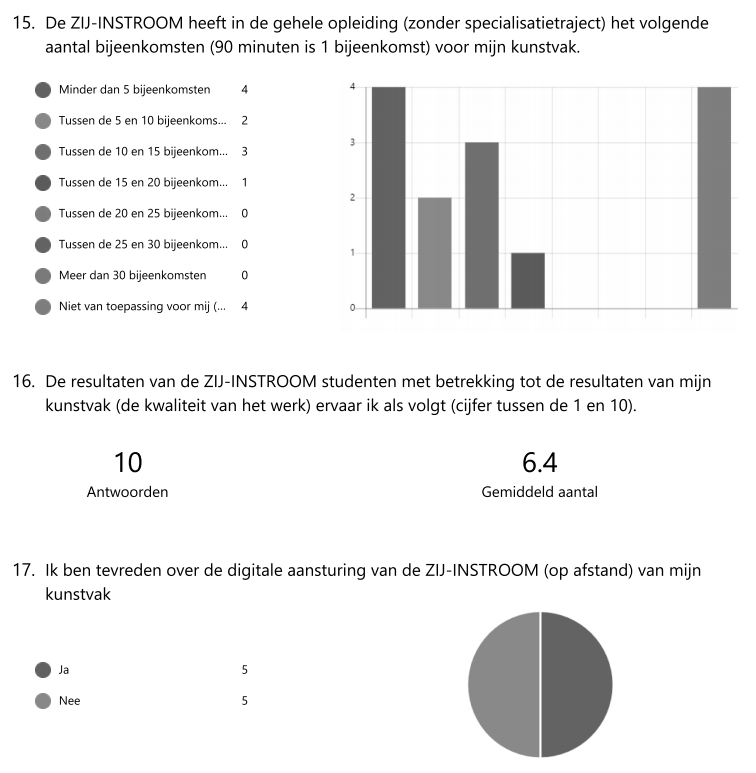 15. De ZIJ-INSTROOM heeft in de gehele opleiding (zonder specialisatietraject) het volgende
aantal bijeenkomsten (90 minuten is 1 bijeenkomst) voor mijn kunstvak.
Minder dan 5 bijeenkomsten 4
Tussen de 5 en 10 bijeenkoms... 2
Tussen de 10 en 15 bijeenkom... 3
Tussen de 15 en 20 bijeenkom... 1
Tussen de 20 en 25 bijeenkom... 0
Tussen de 25 en 30 bijeenkom... 0
Meer dan 30 bijeenkomsten 0
Niet van toepassing voor mij (... 4
4
3
2
1
0
16. De resultaten van de ZIJ-INSTROOM studenten met betrekking tot de resultaten van mijn
kunstvak (de kwaliteit van het werk) ervaar ik als volgt (cijfer tussen de 1 en 10).
10
Antwoorden
6.4
Gemiddeld aantal
17. Ik ben tevreden over de digitale aansturing van de ZIJ-INSTROOM (op afstand) van mijn
kunstvak
Ja 5
Nee 5